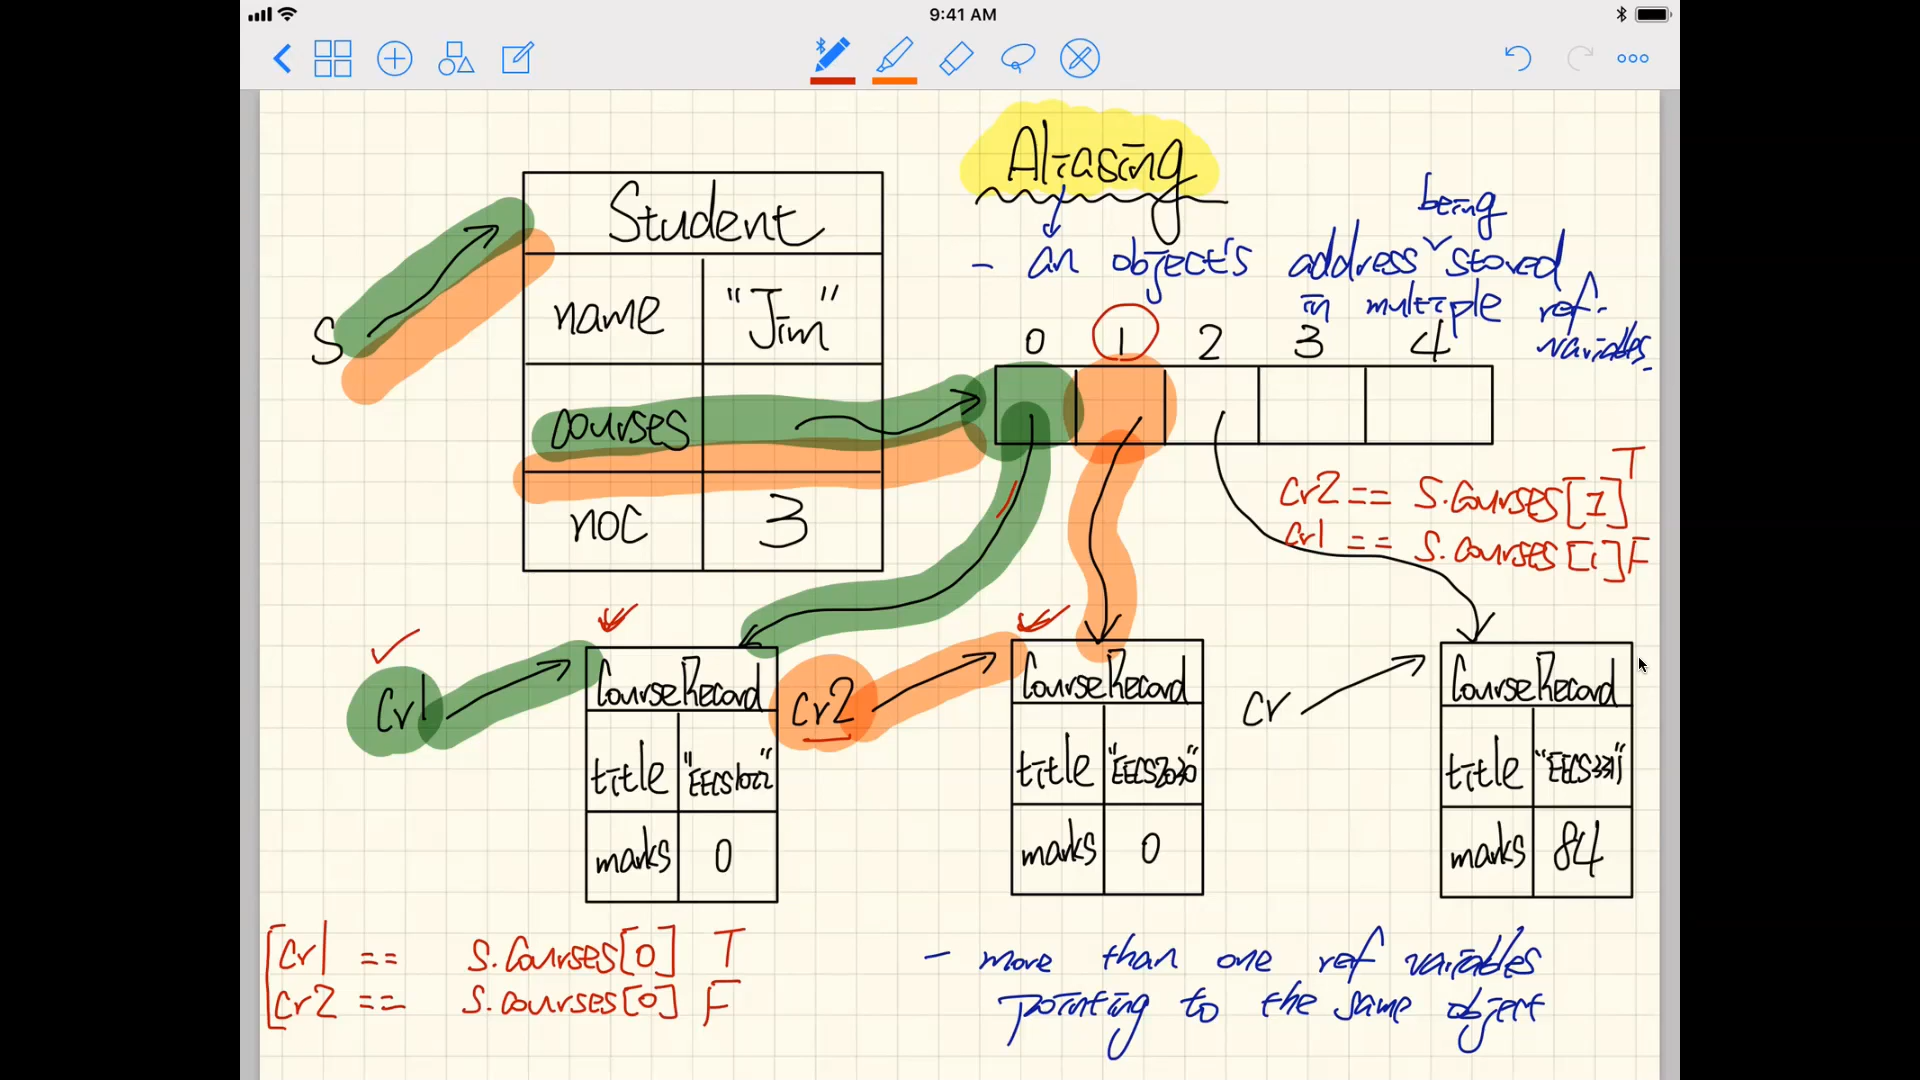 9:41 AM
Aliasing
being
- an object's address stored
in multiple ref.
variables.
Student
name "Jim"
S
0 1 2 3 4
courses
cr2 == S.Courses[1] T
cr1 == S.Courses[1] F
noc 3
CourseRecord
CourseRecord
CourseRecord
cr1
cr2
cr
title "EECS1022"
title "EECS2030"
title "EECS3311"
marks 0
marks 0
marks 84
cr1 == S.Courses[0] T
cr2 == S.Courses[0] F
- more than one ref variables
pointing to the same object